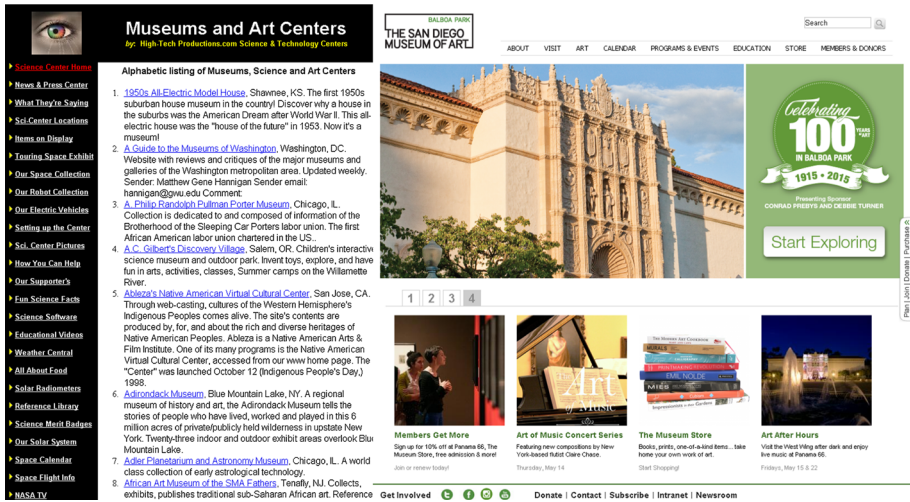 Museums and Art Centers
by: High-Tech Productions.com Science & Technology Centers
Science Center Home
News & Press Center
What They're Saying
Sci-Center Locations
Items on Display
Touring Space Exhibit
Our Space Collection
Our Robot Collection
Our Electric Vehicles
Setting up the Center
Sci. Center Pictures
How You Can Help
Our Supporter's
Fun Science Facts
Science Software
Educational Videos
Weather Central
All About Food
Solar Radiometers
Reference Library
Science Merit Badges
Our Solar System
Space Calendar
Space Flight Info
NASA TV
Alphabetic listing of Museums, Science and Art Centers
1. 1950s All-Electric Model House, Shawnee, KS. The first 1950s
suburban house museum in the country! Discover why a house in
the suburbs was the American Dream after World War II. This all-
electric house was the "house of the future" in 1953. Now it's a
museum!
2. A Guide to the Museums of Washington, Washington, DC.
Website with reviews and critiques of the major museums and
galleries of the Washington metropolitan area. Updated weekly.
Sender: Matthew Gene Hannigan Sender email:
hannigan@gwu.edu Comment:
3. A. Philip Randolph Pullman Porter Museum, Chicago, IL.
Collection is dedicated to and composed of information of the
Brotherhood of the Sleeping Car Porters labor union. The first
African American labor union chartered in the US..
4. A.C. Gilbert's Discovery Village, Salem, OR. Children's interactive
science museum and outdoor park. Invent toys, explore, and have
fun in arts, activities, classes, Summer camps on the Willamette
River.
5. Ableza's Native American Virtual Cultural Center, San Jose, CA.
Through web-casting, cultures of the Western Hemisphere's
Indigenous Peoples comes alive. The site's contents are
produced by, for, and about the rich and diverse heritages of
Native American Peoples. Ableza is a Native American Arts &
Film Institute. One of its many programs is the Native American
Virtual Cultural Center, accessed from our www home page. The
"Center" was launched October 12 (Indigenous People's Day,)
1998.
6. Adirondack Museum, Blue Mountain Lake, NY. A regional
museum of history and art, the Adirondack Museum tells the
stories of people who have lived, worked and played in this 6
million acres of private/publicly held wilderness in upstate New
York. Twenty-three indoor and outdoor exhibit areas overlook Blue
Mountain Lake.
7. Adler Planetarium and Astronomy Museum, Chicago, IL. A world
class collection of early astrological technology.
8. African Art Museum of the SMA Fathers, Tenafly, NJ. Collects,
exhibits, publishes traditional sub-Saharan African art. Reference
BALBOA PARK
THE SAN DIEGO
MUSEUM OF ART
Search
ABOUT VISIT ART CALENDAR PROGRAMS & EVENTS EDUCATION STORE MEMBERS & DONORS
Celebrating
100 YEARS of ART
IN BALBOA PARK
1915 • 2015
Presenting Sponsor
CONRAD PREBYS AND DEBBIE TURNER
Start Exploring
Plan | Join | Donate | Purchase
1 2 3 4
The Art of Music
The Modern Art Cookbook
EMIL NOLDE
MIES
Members Get More
Sign up for 10% off at Panama 66, The
Museum Store, free admission & more!
Join or renew today!
Art of Music Concert Series
Featuring new compositions by New
York-based flutist Claire Chase.
Thursday, May 14
The Museum Store
Books, prints, one-of-a-kind items... take
home your own work of art.
Start Shopping!
Art After Hours
Visit the West Wing after dark and enjoy
live music at Panama 66.
Fridays, May 15 & 22
Get Involved
Donate | Contact | Subscribe | Intranet | Newsroom